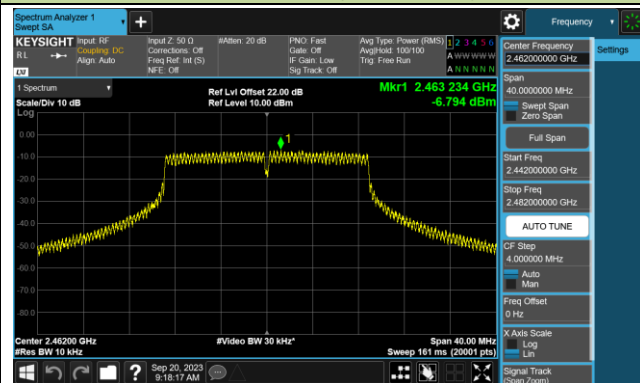 Spectrum Analyzer 1
Swept SA
Frequency
KEYSIGHT
RL
LXI
Input: RF
Coupling: DC
Align: Auto
Input Z: 50 Ω
Corrections: Off
Freq Ref: Int (S)
NFE: Off
#Atten: 20 dB
PNO: Fast
Gate: Off
IF Gain: Low
Sig Track: Off
Avg Type: Power (RMS)
Avg|Hold: 100/100
Trig: Free Run
1 2 3 4 5 6
A W W W W W
A N N N N N
1 Spectrum
Scale/Div 10 dB
Log
Ref Lvl Offset 22.00 dB
Ref Level 10.00 dBm
Mkr1 2.463 234 GHz
-6.794 dBm
1
0.00
-10.0
-20.0
-30.0
-40.0
-50.0
-60.0
-70.0
-80.0
Center 2.46200 GHz
#Res BW 10 kHz
#Video BW 30 kHz*
Span 40.00 MHz
Sweep 161 ms (20001 pts)
Sep 20, 2023
9:18:17 AM
Center Frequency
2.462000000 GHz
Settings
Span
40.0000000 MHz
Swept Span
Zero Span
Full Span
Start Freq
2.442000000 GHz
Stop Freq
2.482000000 GHz
AUTO TUNE
CF Step
4.000000 MHz
Auto
Man
Freq Offset
0 Hz
X Axis Scale
Log
Lin
Signal Track
(Span Zoom)